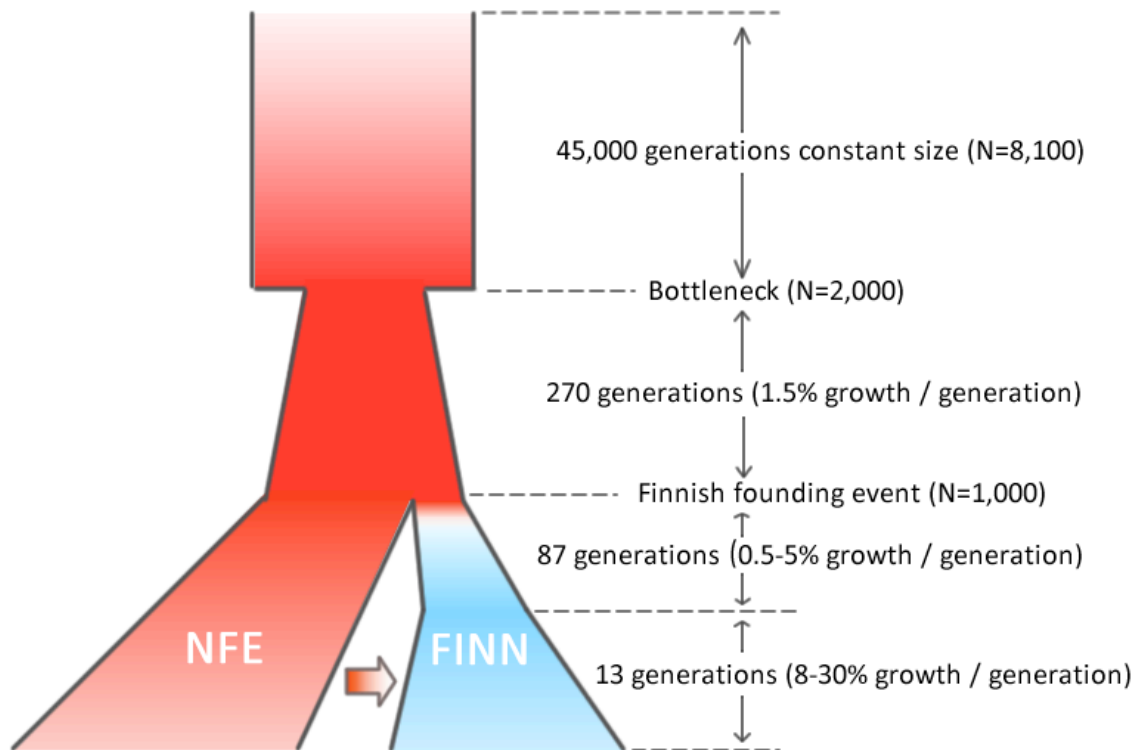 45,000 generations constant size (N=8,100)
Bottleneck (N=2,000)
270 generations (1.5% growth / generation)
Finnish founding event (N=1,000)
87 generations (0.5-5% growth / generation)
NFE
FINN
13 generations (8-30% growth / generation)